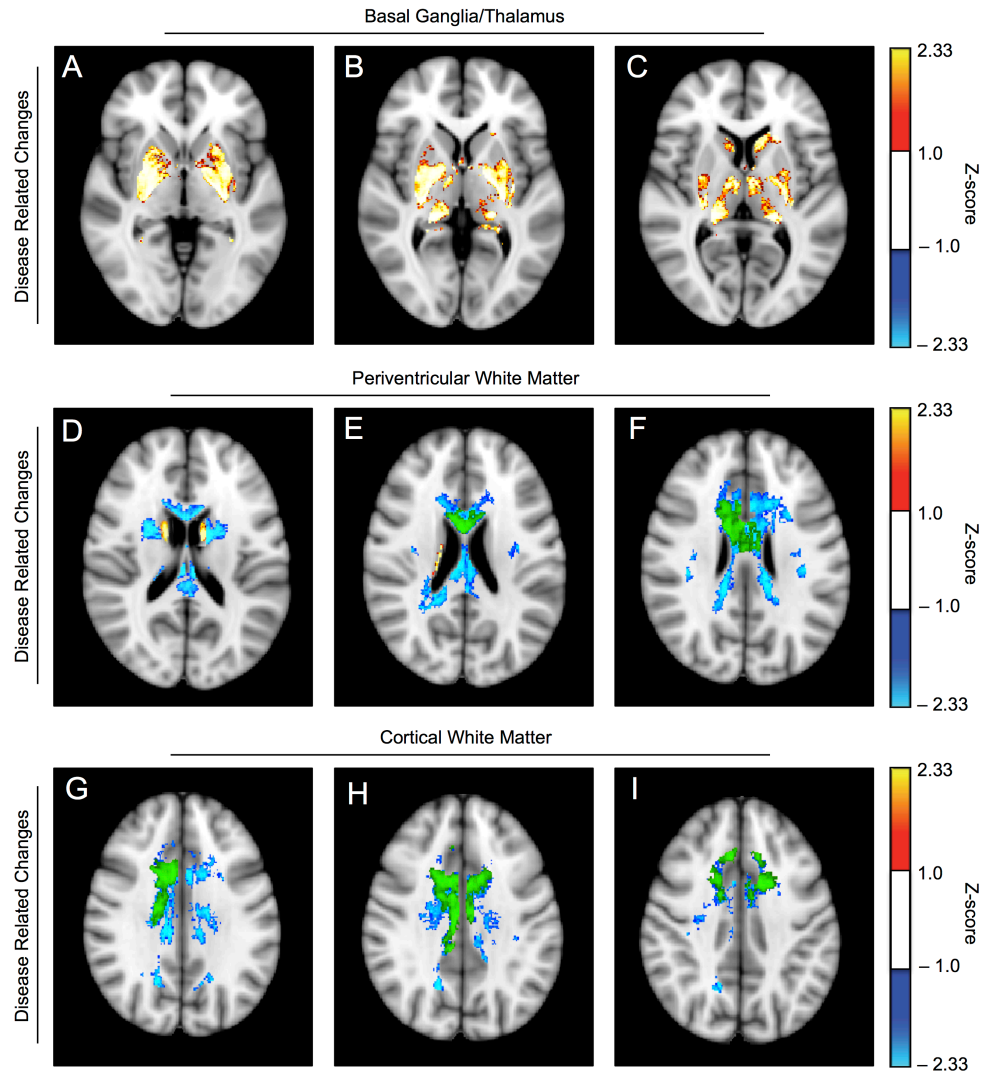 Basal Ganglia/Thalamus
Disease Related Changes
A
B
C
2.33
1.0
– 1.0
– 2.33
Z-score
Periventricular White Matter
Disease Related Changes
D
E
F
2.33
1.0
– 1.0
– 2.33
Z-score
Cortical White Matter
Disease Related Changes
G
H
I
2.33
1.0
– 1.0
– 2.33
Z-score